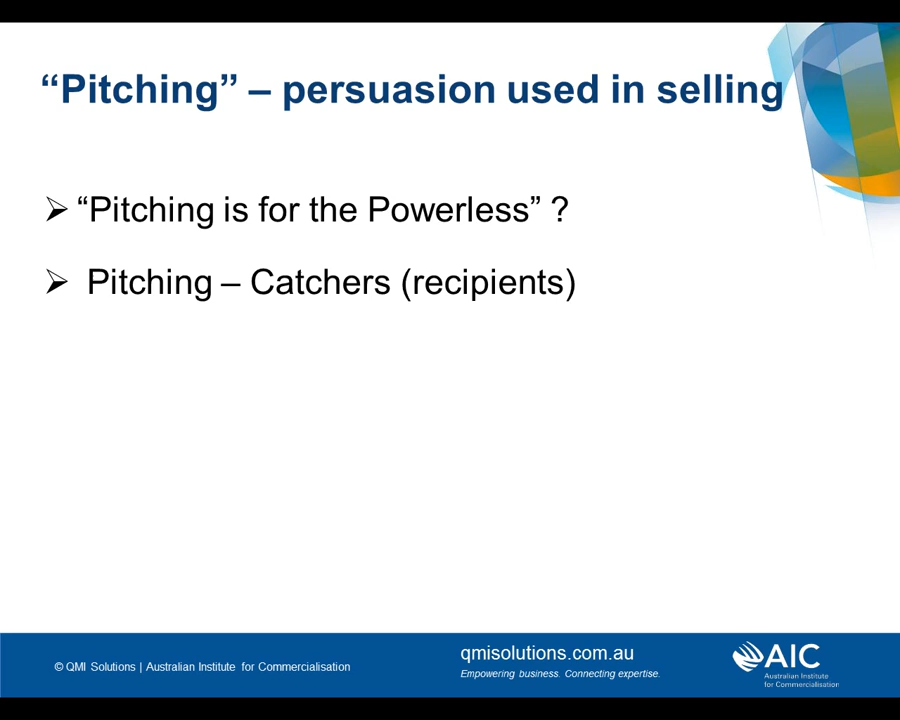 “Pitching” – persuasion used in selling
“Pitching is for the Powerless” ?
Pitching – Catchers (recipients)
© QMI Solutions | Australian Institute for Commercialisation
qmisolutions.com.au
Empowering business. Connecting expertise.
AIC
Australian Institute
for Commercialisation